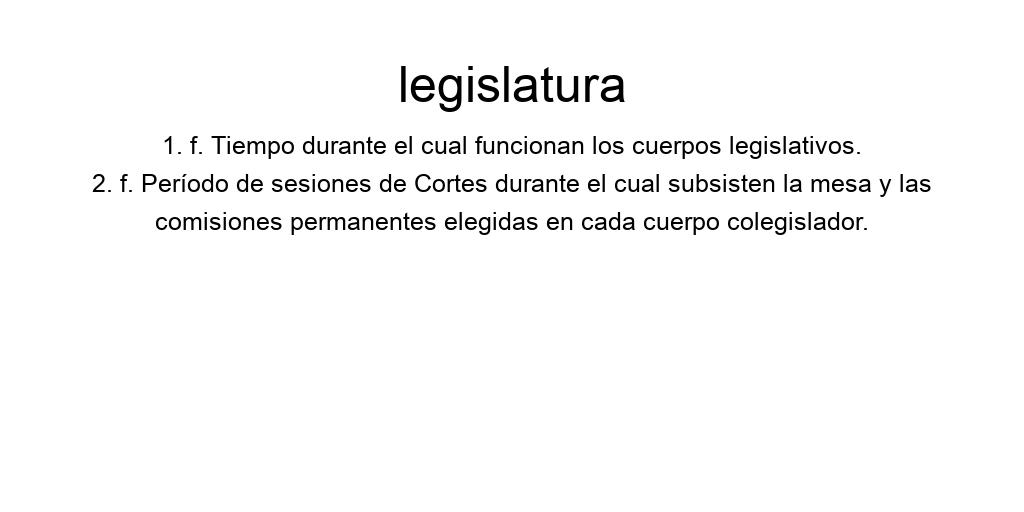 legislatura
1. f. Tiempo durante el cual funcionan los cuerpos legislativos.
2. f. Período de sesiones de Cortes durante el cual subsisten la mesa y las
comisiones permanentes elegidas en cada cuerpo colegislador.